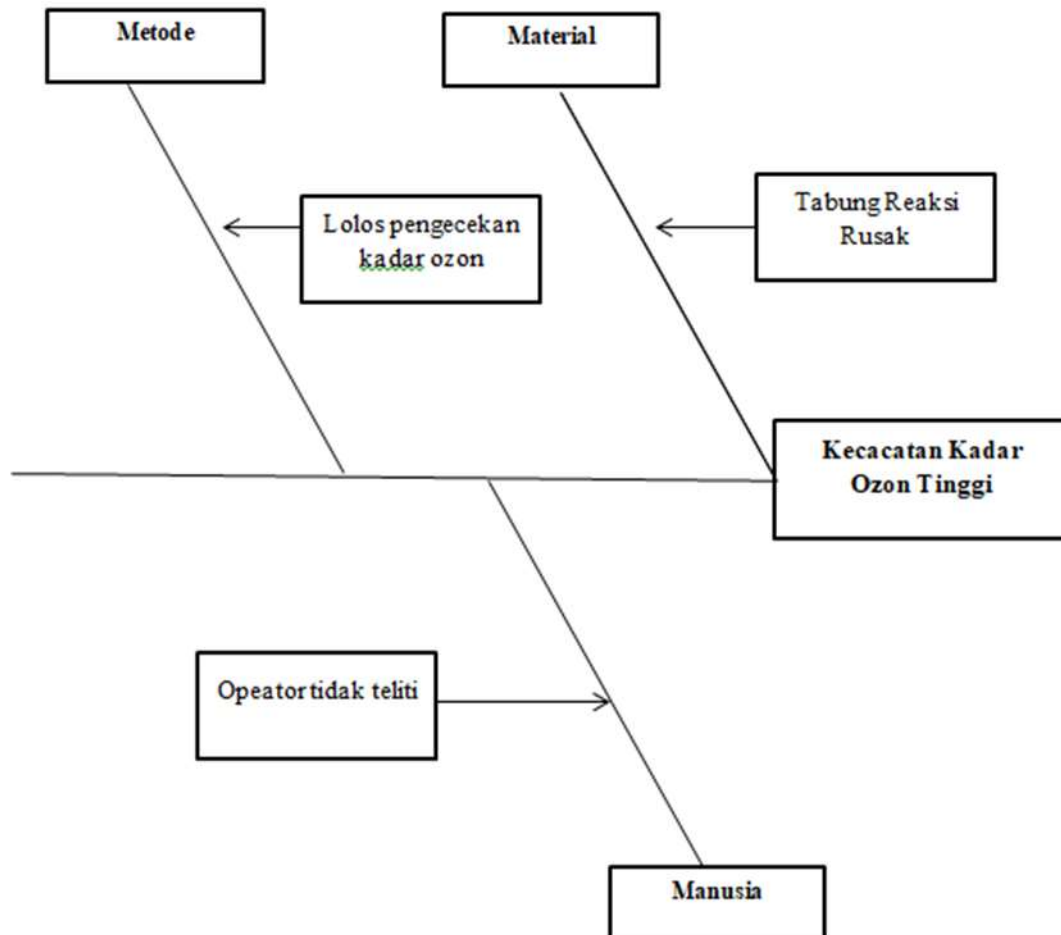 Metode
Material
Lolos pengecekan
kadar ozon
Tabung Reaksi
Rusak
Kecacatan Kadar
Ozon Tinggi
Opeator tidak teliti
Manusia